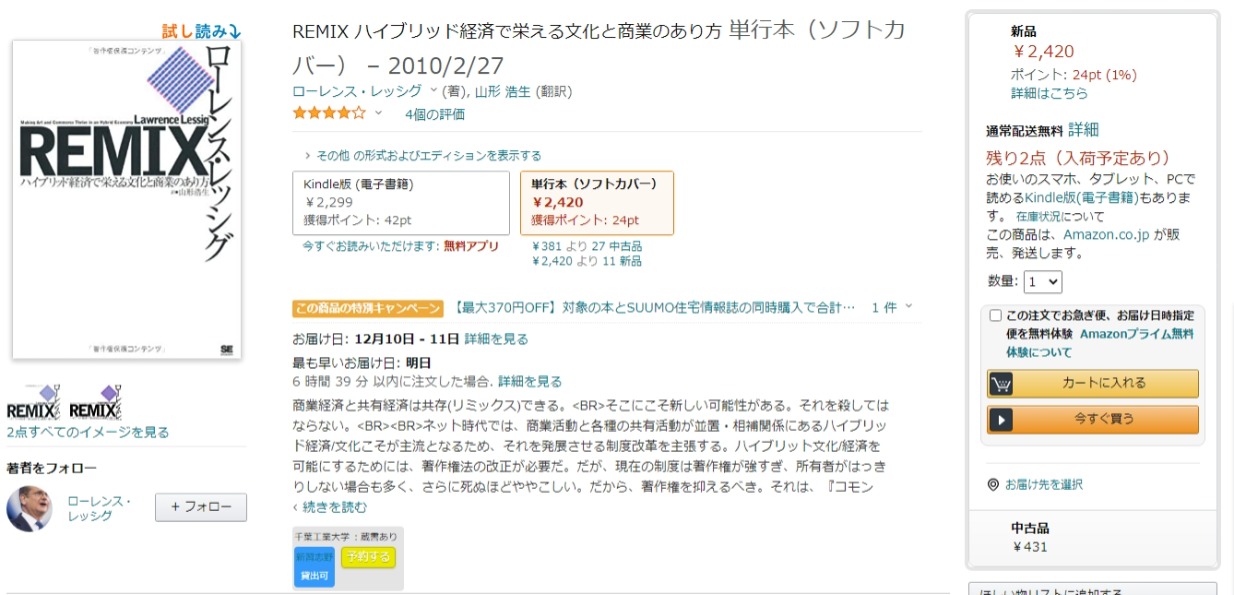 試し読み
「著作権保護コンテンツ」
ローレンス・レッシグ
Making Art and Commerce Thrive in an Hybrid Economy
Lawrence Lessig
REMIX
ハイブリッド経済で栄える文化と商業のあり方
山形浩生
「著作権保護コンテンツ」
SE
REMIX
REMIX
2点すべてのイメージを見る
著者をフォロー
ローレンス・
レッシグ
+ フォロー
REMIX ハイブリッド経済で栄える文化と商業のあり方 単行本（ソフトカ
バー） – 2010/2/27
ローレンス・レッシグ (著), 山形 浩生 (翻訳)
4個の評価
› その他 の形式およびエディションを表示する
Kindle版 (電子書籍)
￥2,299
獲得ポイント: 42pt
単行本（ソフトカバー）
￥2,420
獲得ポイント: 24pt
今すぐお読みいただけます: 無料アプリ
￥381 より 27 中古品
￥2,420 より 11 新品
この商品の特別キャンペーン 【最大370円OFF】対象の本とSUUMO住宅情報誌の同時購入で合計… 1 件
お届け日: 12月10日 - 11日 詳細を見る
最も早いお届け日: 明日
6 時間 39 分 以内に注文した場合. 詳細を見る
商業経済と共有経済は共存(リミックス)できる。<BR>そこにこそ新しい可能性がある。それを殺しては
ならない。<BR><BR>ネット時代では、商業活動と各種の共有活動が並置・相補関係にあるハイブリッ
ド経済/文化こそが主流となるため、それを発展させる制度改革を主張する。ハイブリット文化/経済を
可能にするためには、著作権法の改正が必要だ。だが、現在の制度は著作権が強すぎ、所有者がはっき
りしない場合も多く、さらに死ぬほどややこしい。だから、著作権を抑えるべき。それは、『コモン
‹ 続きを読む
千葉工業大学：蔵書あり
新習志野
貸出可
予約する
新品
￥2,420
ポイント: 24pt (1%)
詳細はこちら
通常配送無料 詳細
残り2点（入荷予定あり）
お使いのスマホ、タブレット、PCで
読めるKindle版(電子書籍)もありま
す。 在庫状況について
この商品は、Amazon.co.jp が販
売、発送します。
数量: 1
この注文でお急ぎ便、お届け日時指定
便を無料体験 Amazonプライム無料
体験について
カートに入れる
今すぐ買う
お届け先を選択
中古品
￥431
ほしい物リストに追加する